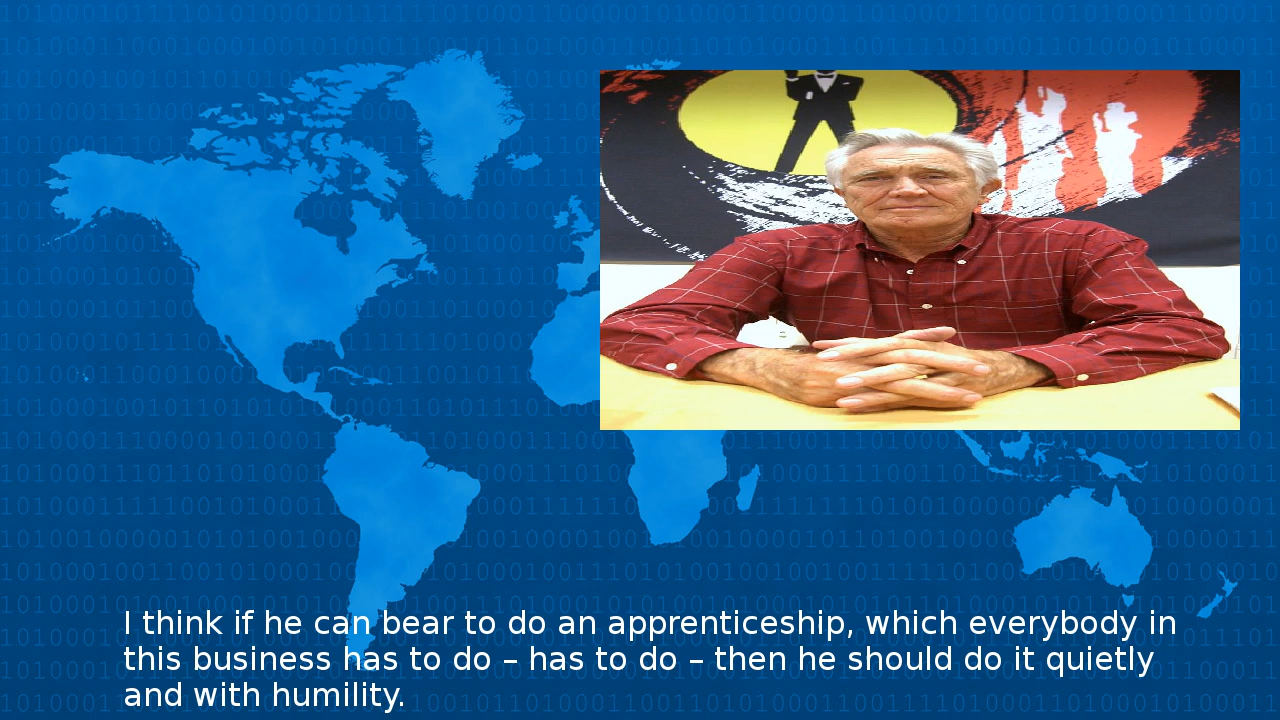 I think if he can bear to do an apprenticeship, which everybody in
this business has to do – has to do – then he should do it quietly
and with humility.